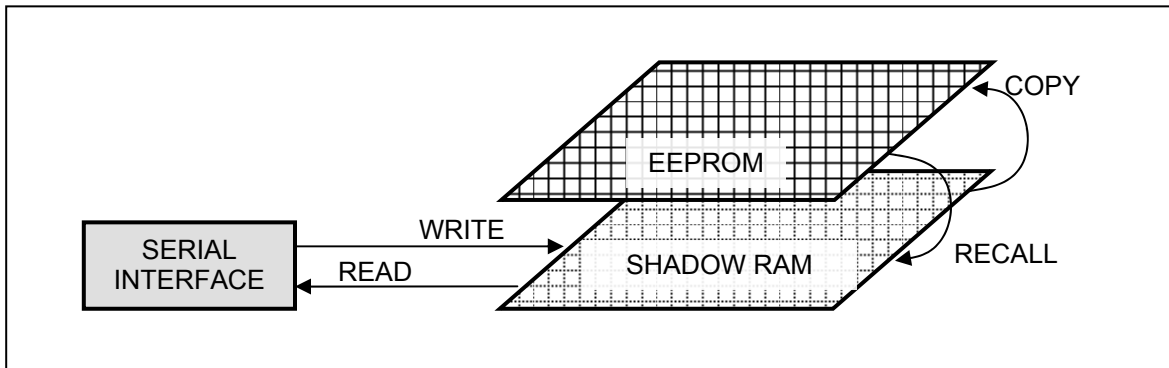 COPY
EEPROM
WRITE
SERIAL
INTERFACE
READ
SHADOW RAM
RECALL